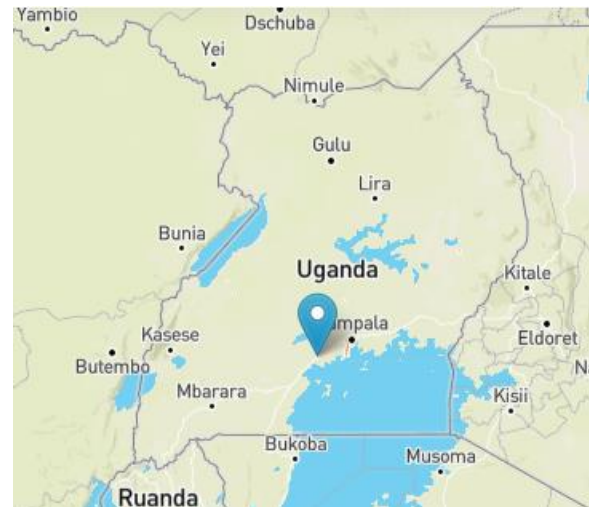 Yambio
Dschuba
Yei
Nimule
Gulu
Lira
Bunia
Uganda
Kitale
mpala
Kasese
Eldoret
Butembo
Mbarara
Kisii
Bukoba
Musoma
Ruanda